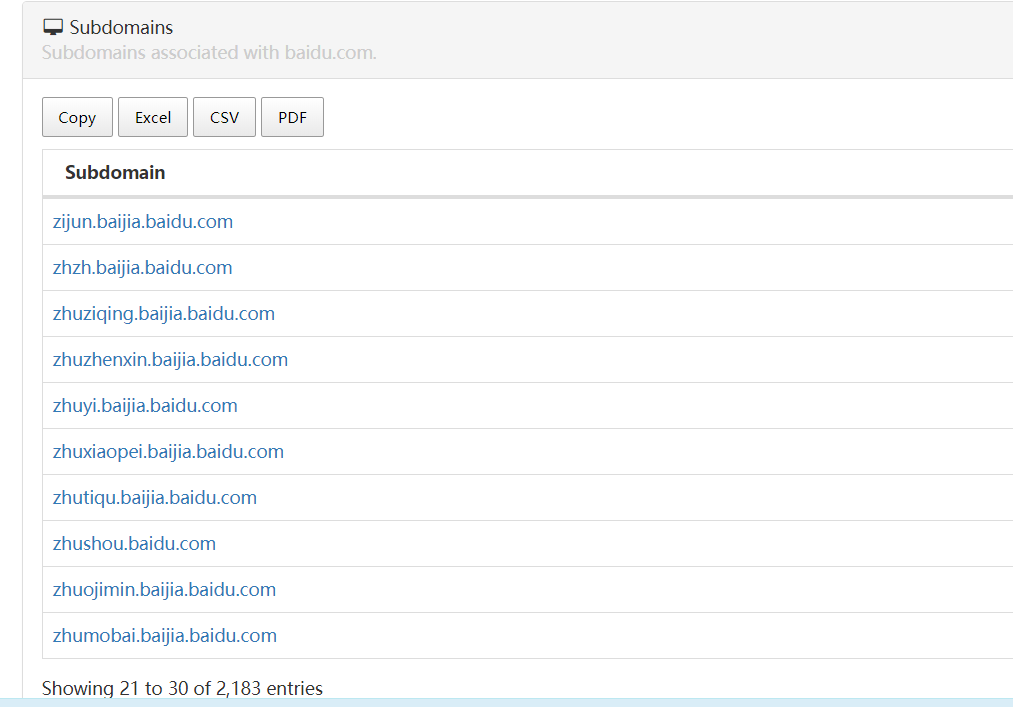 Subdomains
Subdomains associated with baidu.com.
Copy Excel CSV PDF
Subdomain
zijun.baijia.baidu.com
zhzh.baijia.baidu.com
zhuziqing.baijia.baidu.com
zhuzhenxin.baijia.baidu.com
zhuyi.baijia.baidu.com
zhuxiaopei.baijia.baidu.com
zhutiqu.baijia.baidu.com
zhushou.baidu.com
zhuojimin.baijia.baidu.com
zhumobai.baijia.baidu.com
Showing 21 to 30 of 2,183 entries